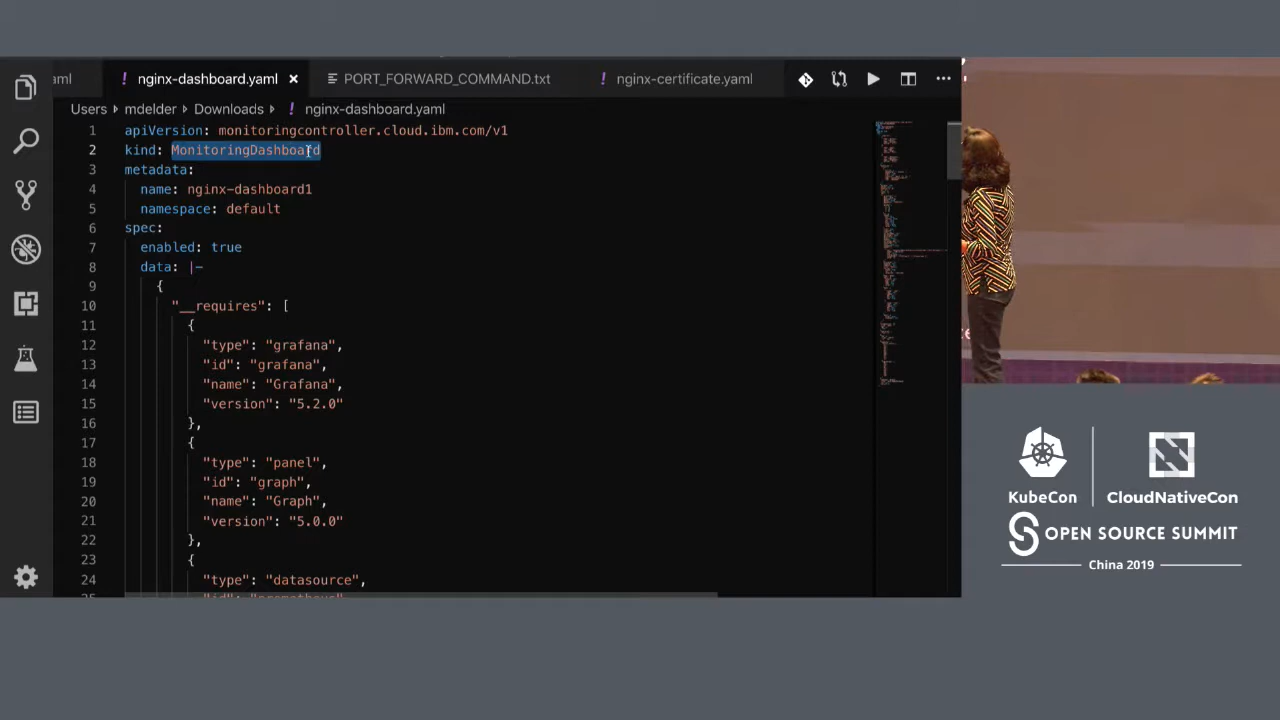 aml
! nginx-dashboard.yaml ×
PORT_FORWARD_COMMAND.txt
! nginx-certificate.yaml
Users mdelder Downloads ! nginx-dashboard.yaml
1 apiVersion: monitoringcontroller.cloud.ibm.com/v1
2 kind: MonitoringDashboard
3 metadata:
4 name: nginx-dashboard1
5 namespace: default
6 spec:
7 enabled: true
8 data: |-
9 {
10 "__requires": [
11 {
12 "type": "grafana",
13 "id": "grafana",
14 "name": "Grafana",
15 "version": "5.2.0"
16 },
17 {
18 "type": "panel",
19 "id": "graph",
20 "name": "Graph",
21 "version": "5.0.0"
22 },
23 {
24 "type": "datasource",
25 "id": "prometheus",
KubeCon
CloudNativeCon
OPEN SOURCE SUMMIT
China 2019